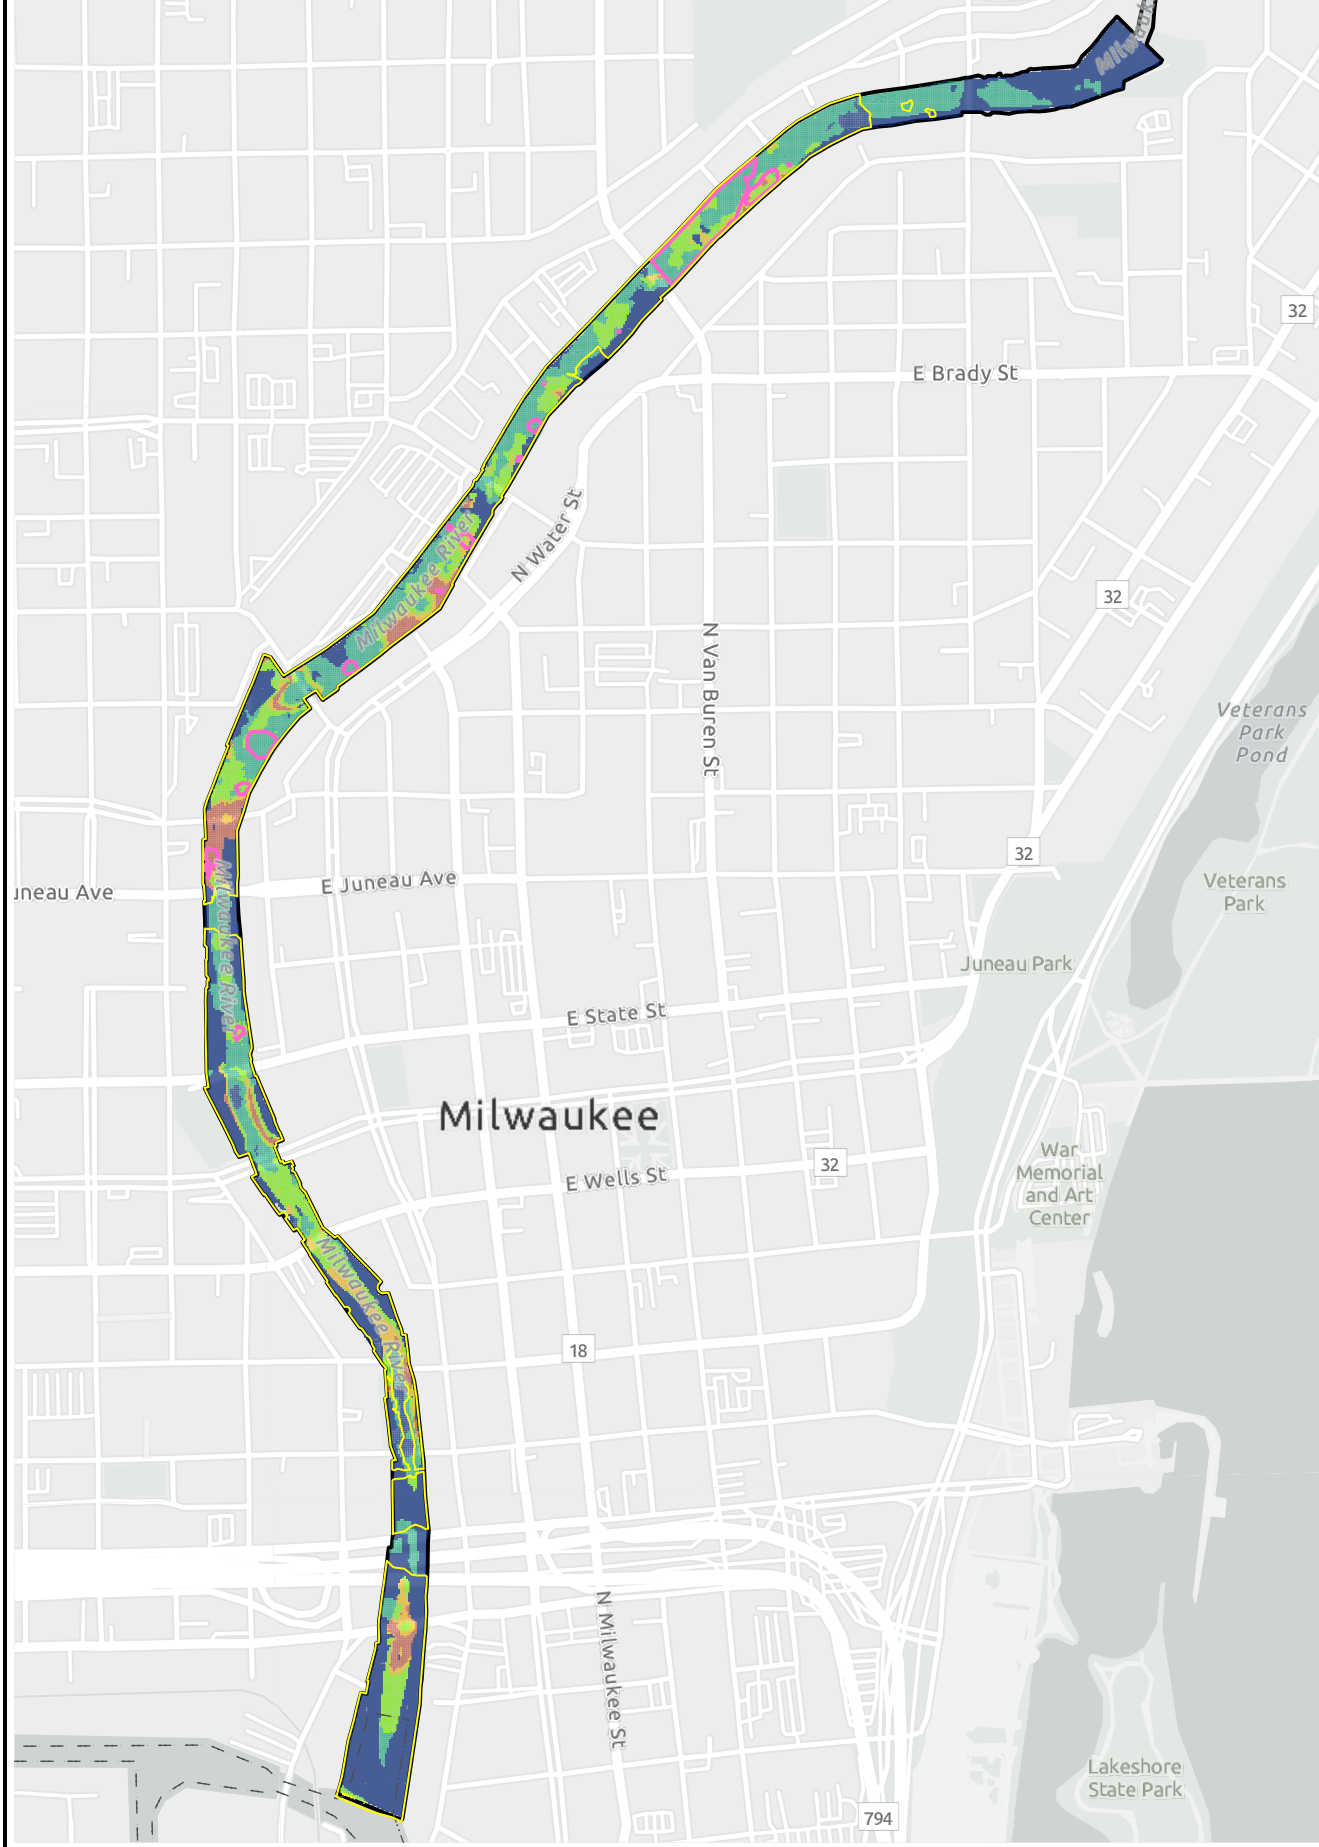 Milwauk
32
E Brady St
N Water St
Milwaukee River
32
N Van Buren St
Veterans
Park
Pond
32
E Juneau Ave
uneau Ave
Veterans
Park
Milwaukee River
Juneau Park
E State St
Milwaukee
War
Memorial
and Art
Center
32
E Wells St
Milwaukee River
18
N Milwaukee St
Lakeshore
State Park
794